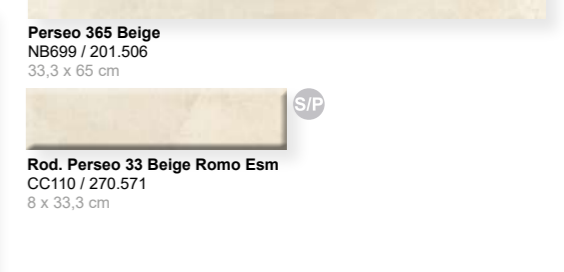 Perseo 365 Beige
NB699 / 201.506
33,3 x 65 cm
S/P
Rod. Perseo 33 Beige Romo Esm
CC110 / 270.571
8 x 33,3 cm